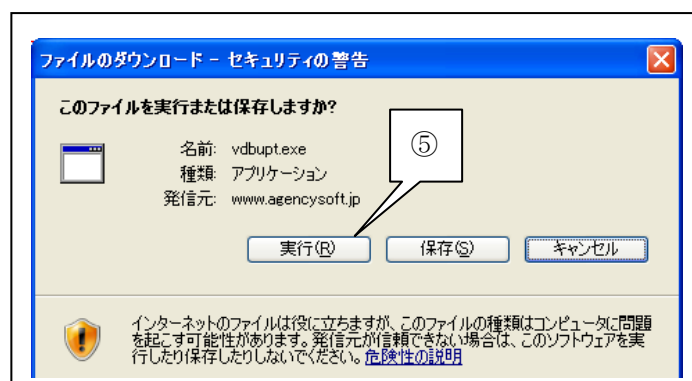 ファイルのダウンロード - セキュリティの警告
このファイルを実行または保存しますか?
名前: vdbupt.exe
⑤
種類: アプリケーション
発信元: www.agencysoft.jp
実行(R) 保存(S) キャンセル
インターネットのファイルは役に立ちますが、このファイルの種類はコンピュータに問題
を起こす可能性があります。発信元が信頼できない場合は、このソフトウェアを実
行したり保存したりしないでください。危険性の説明